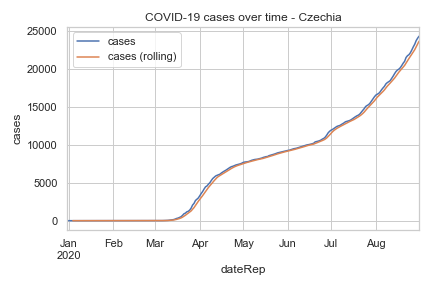 COVID-19 cases over time - Czechia
cases
cases (rolling)
25000
20000
15000
10000
5000
0
cases
Jan Feb Mar Apr May Jun Jul Aug
2020
dateRep